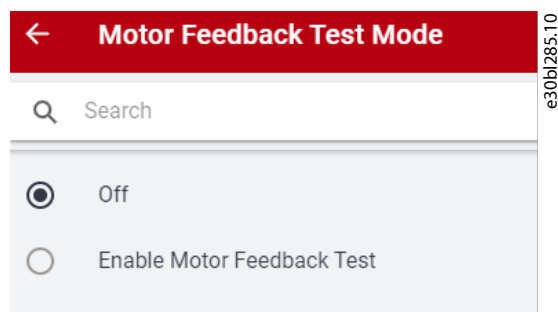 Motor Feedback Test Mode
Search
Off
Enable Motor Feedback Test
e30bl285.10